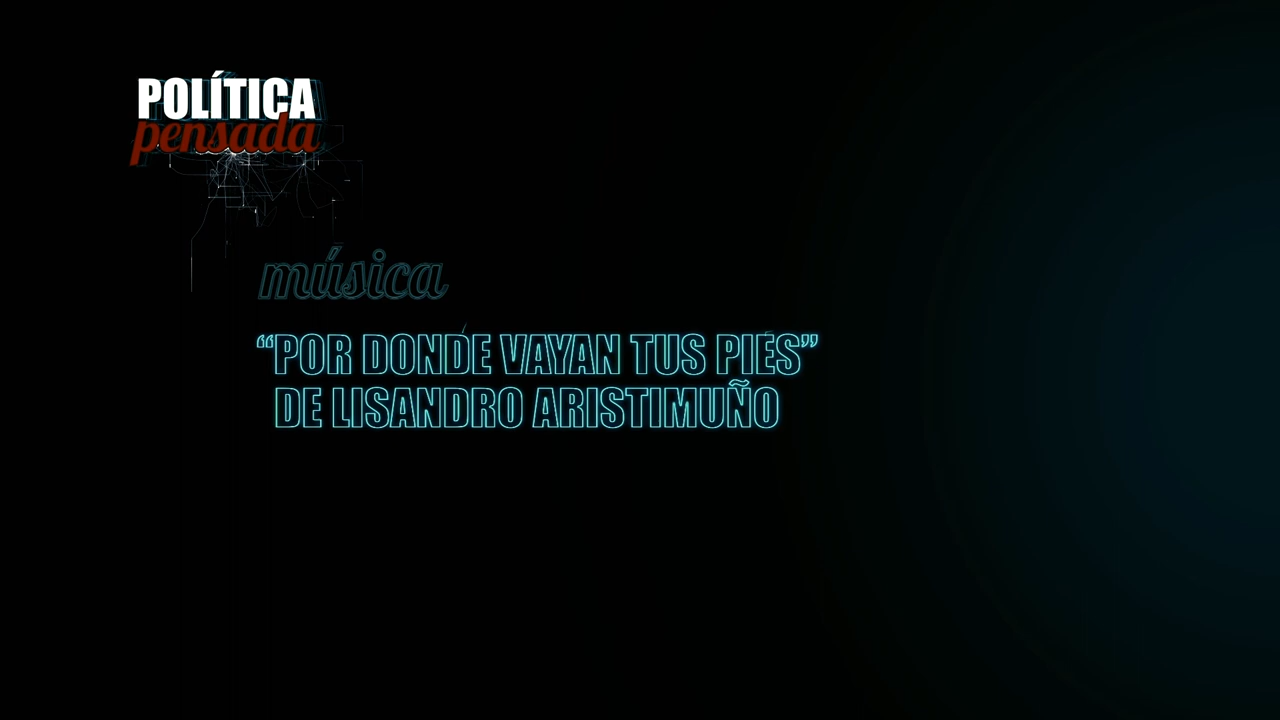 POLÍTICA
pensada
música
“POR DONDE VAYAN TUS PIES”
DE LISANDRO ARISTIMUÑO